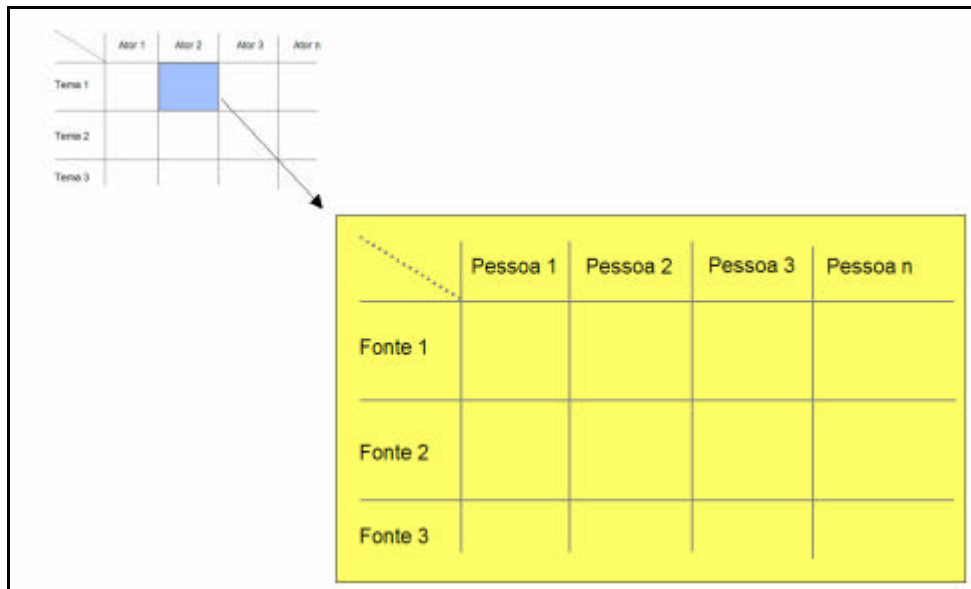 Ator 1 Ator 2 Ator 3 Ator n
Tema 1
Tema 2
Tema 3
Pessoa 1 Pessoa 2 Pessoa 3 Pessoa n
Fonte 1
Fonte 2
Fonte 3